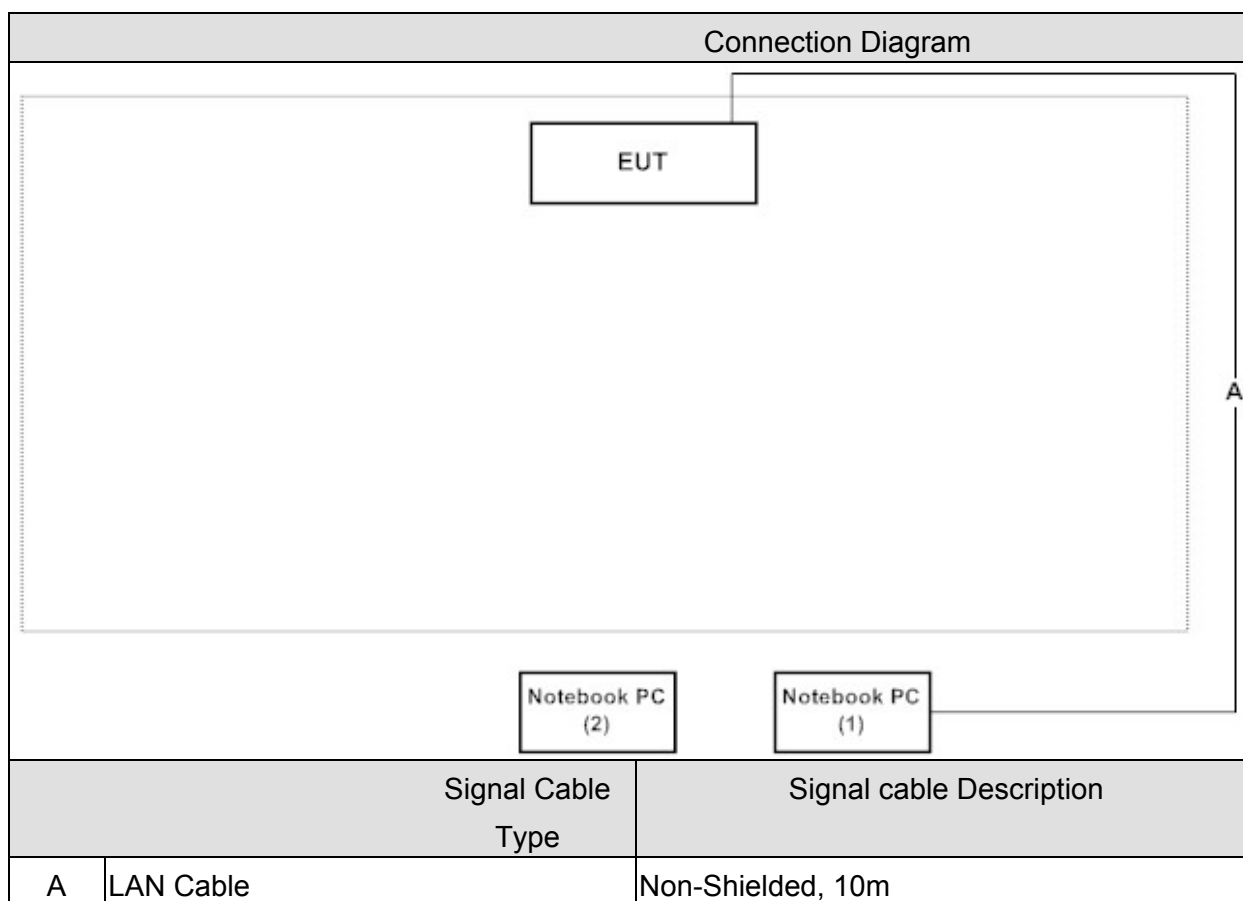 Connection Diagram
EUT
A
Notebook PC
(2)
Notebook PC
(1)
Signal Cable
Type
Signal cable Description
A
LAN Cable
Non-Shielded, 10m